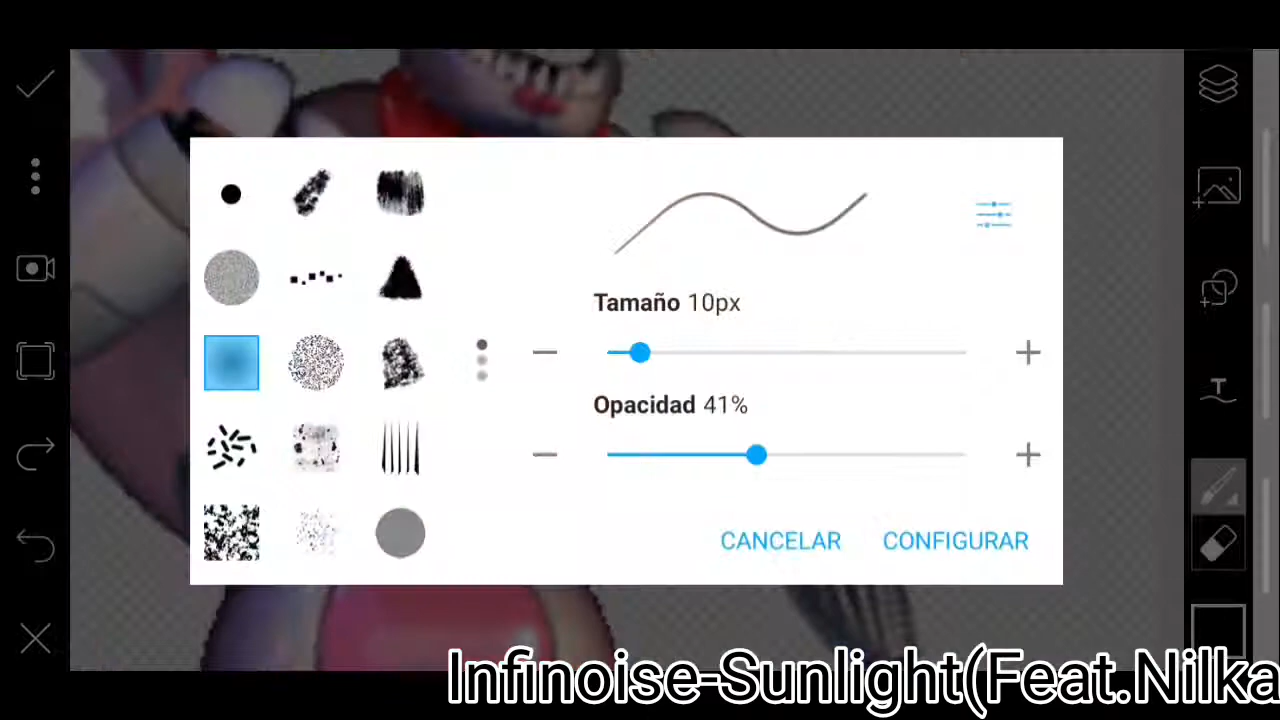 Tamaño 10px
Opacidad 41%
CANCELAR CONFIGURAR
T
Infinoise-Sunlight(Feat.Nilka